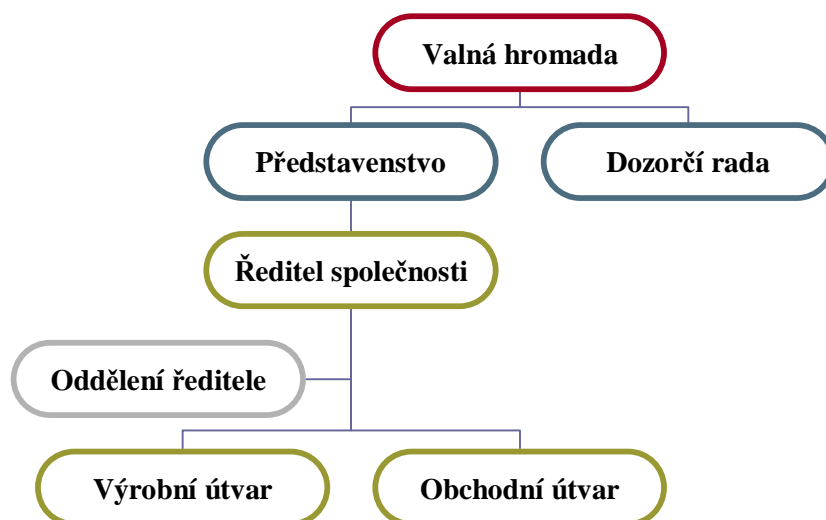 Valná hromada
Představenstvo
Dozorčí rada
Ředitel společnosti
Oddělení ředitele
Výrobní útvar
Obchodní útvar